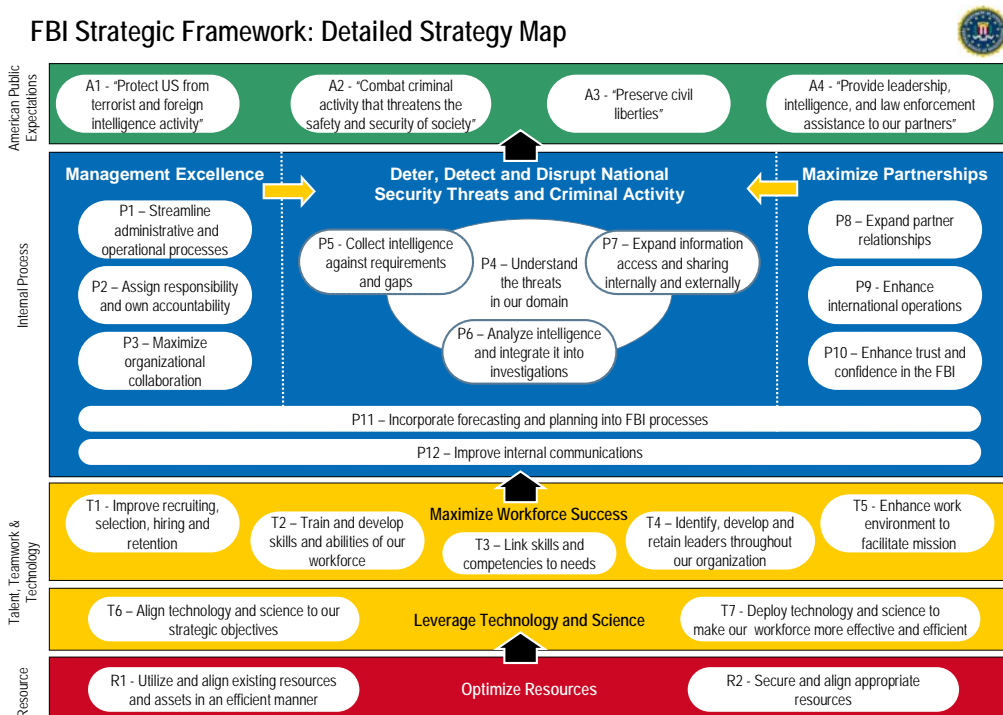 FBI Strategic Framework: Detailed Strategy Map
American Public
Expectations
A1 - “Protect US from
terrorist and foreign
intelligence activity”
A2 - “Combat criminal
activity that threatens the
safety and security of society”
A3 - “Preserve civil
liberties”
A4 - “Provide leadership,
intelligence, and law enforcement
assistance to our partners”
Internal Process
Management Excellence
P1 – Streamline
administrative and
operational processes
P2 – Assign responsibility
and own accountability
P3 – Maximize
organizational
collaboration
Deter, Detect and Disrupt National
Security Threats and Criminal Activity
P5 - Collect intelligence
against requirements
and gaps
P4 – Understand
the threats
in our domain
P7 – Expand information
access and sharing
internally and externally
P6 – Analyze intelligence
and integrate it into
investigations
Maximize Partnerships
P8 – Expand partner
relationships
P9 - Enhance
international operations
P10 – Enhance trust and
confidence in the FBI
P11 – Incorporate forecasting and planning into FBI processes
P12 – Improve internal communications
Talent, Teamwork &
Technology
Maximize Workforce Success
T1 - Improve recruiting,
selection, hiring and
retention
T2 – Train and develop
skills and abilities of our
workforce
T3 – Link skills and
competencies to needs
T4 – Identify, develop and
retain leaders throughout
our organization
T5 - Enhance work
environment to
facilitate mission
T6 – Align technology and science to our
strategic objectives
Leverage Technology and Science
T7 - Deploy technology and science to
make our workforce more effective and efficient
Resource
R1 - Utilize and align existing resources
and assets in an efficient manner
Optimize Resources
R2 – Secure and align appropriate
resources